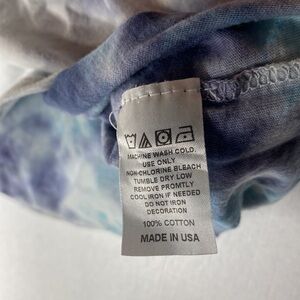 MACHINE WASH COLD.
USE ONLY
NON-CHLORINE BLEACH
TUMBLE DRY LOW
REMOVE PROMTLY
COOL IRON IF NEEDED
DO NOT IRON
DECORATION
100% COTTON
MADE IN USA